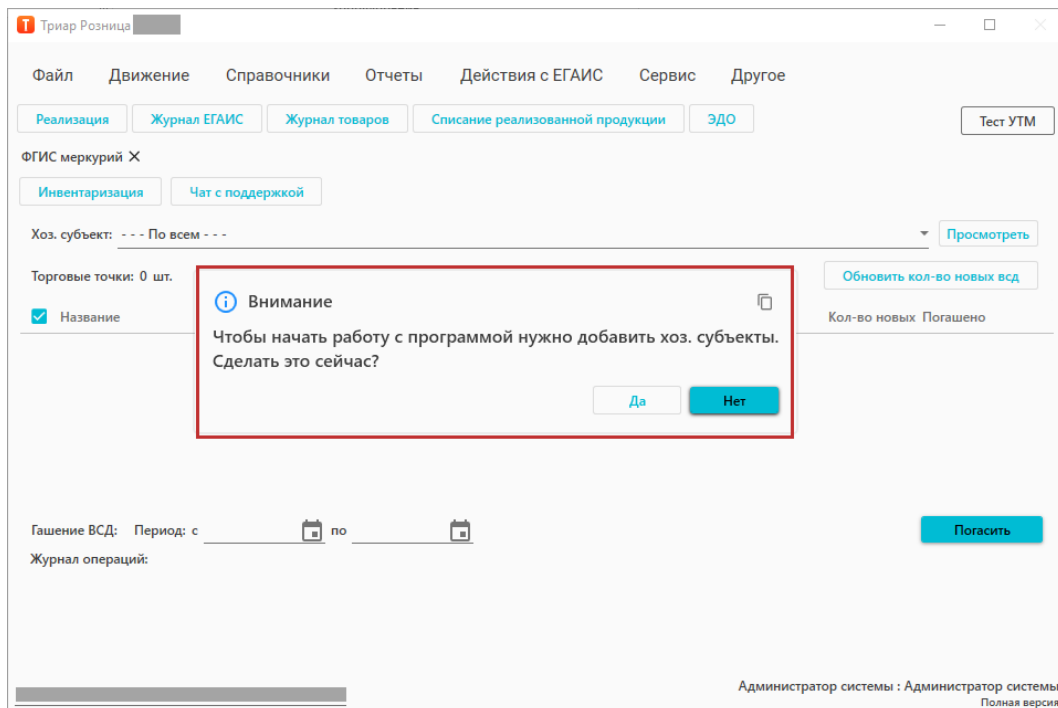 Триар Розница
Файл Движение Справочники Отчеты Действия с ЕГАИС Сервис Другое
Реализация Журнал ЕГАИС Журнал товаров Списание реализованной продукции ЭДО Тест УТМ
ФГИС меркурий
Инвентаризация Чат с поддержкой
Хоз. субъект: - - - По всем - - - Просмотреть
Торговые точки: 0 шт. Обновить кол-во новых всд
Название Кол-во новых Погашено
Внимание
Чтобы начать работу с программой нужно добавить хоз. субъекты.
Сделать это сейчас?
Да Нет
Гашение ВСД: Период: с по Погасить
Журнал операций:
Администратор системы : Администратор системы
Полная версия